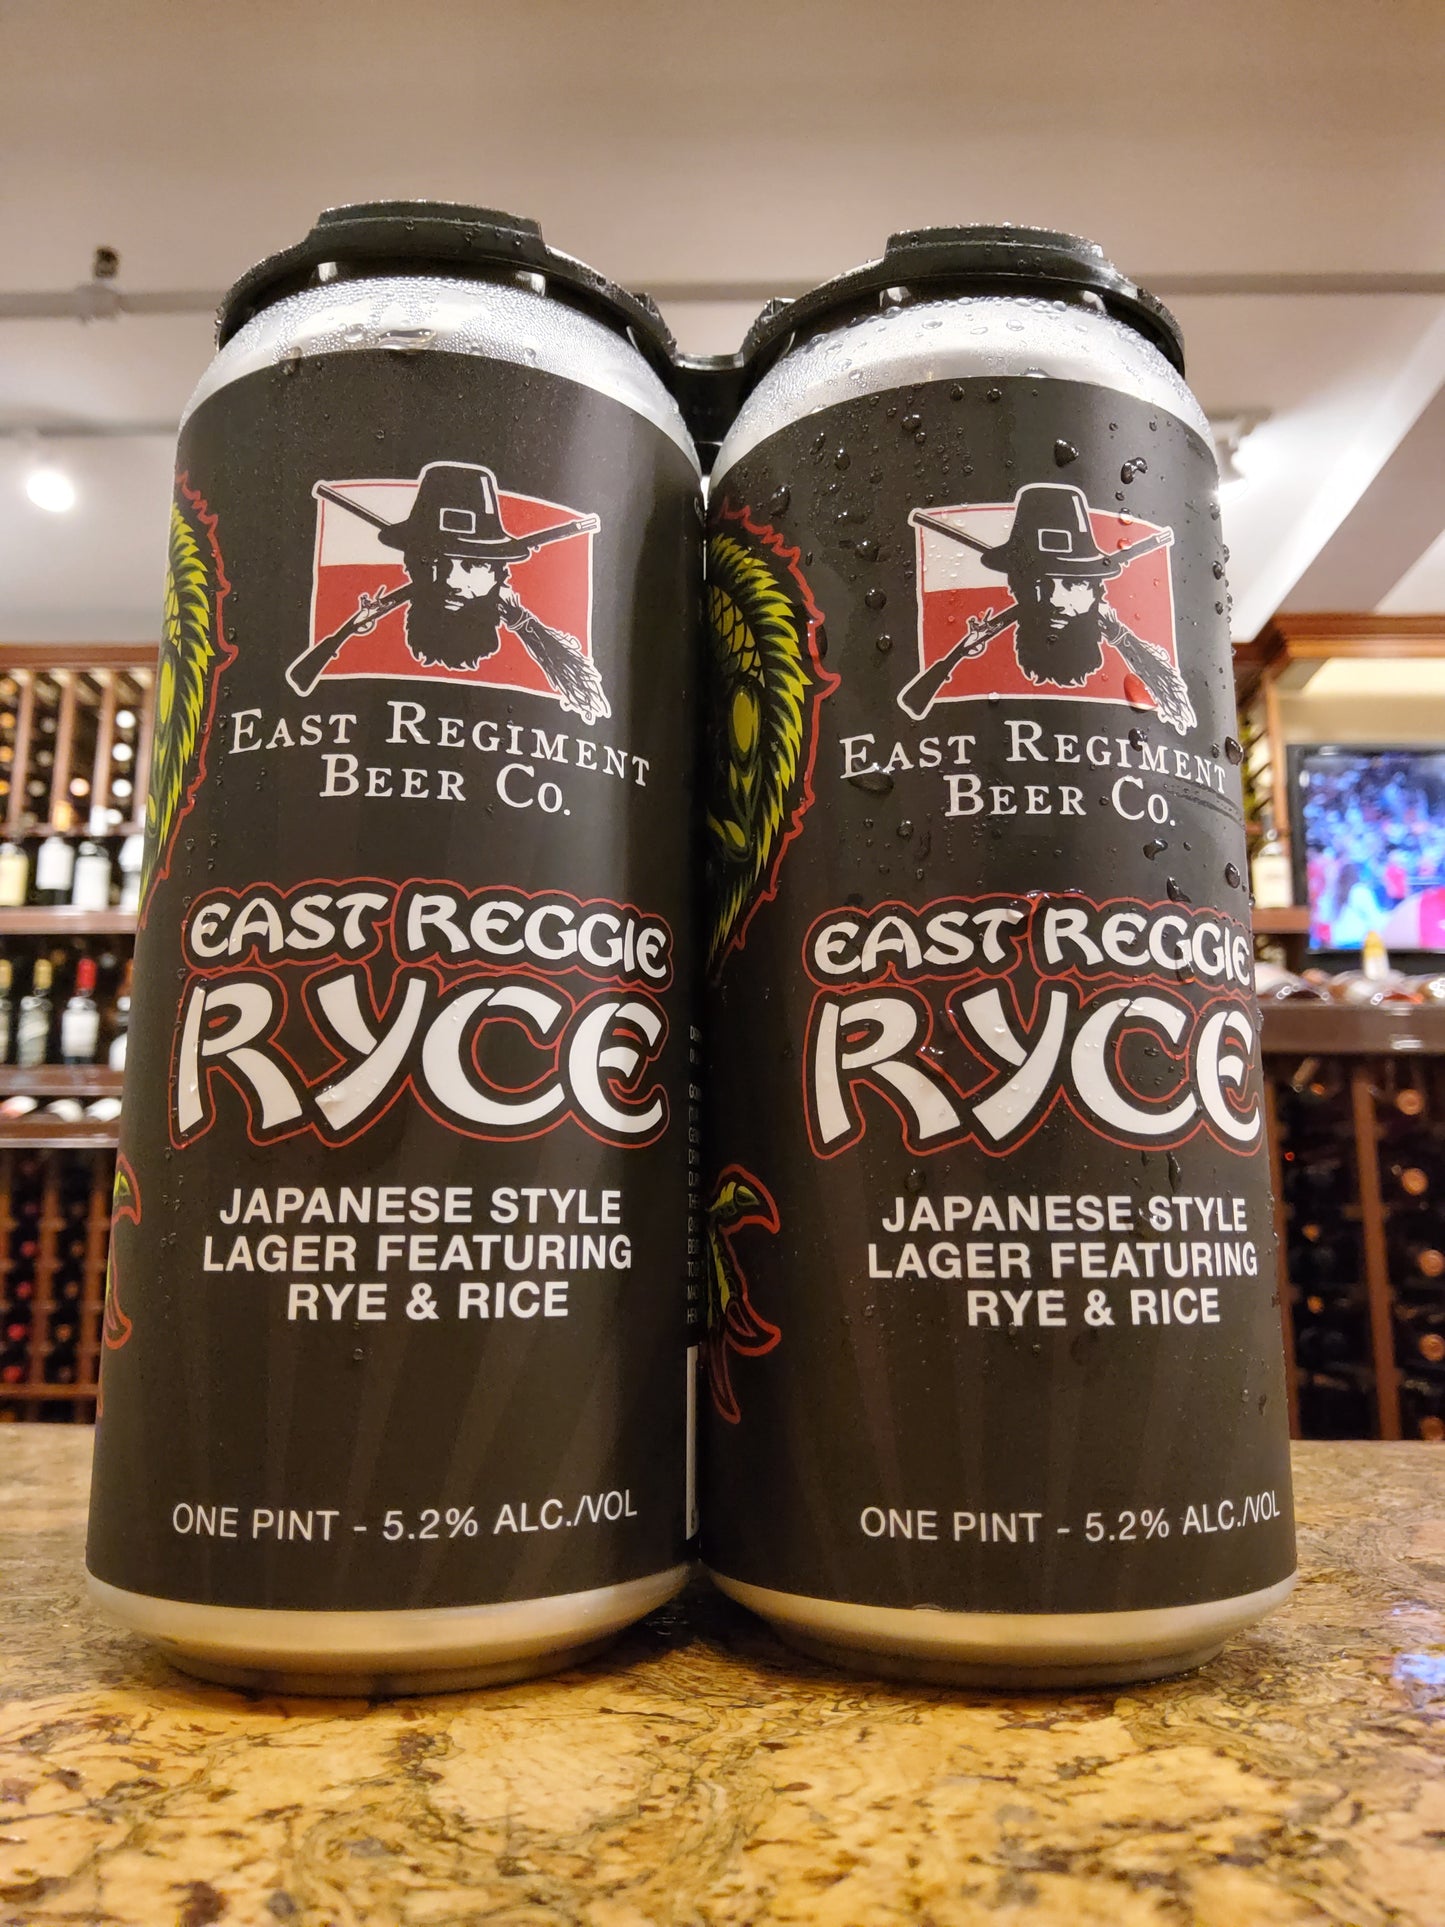 EAST REGIMENT
BEER CO.
EAST REGGIE
RYCE
JAPANESE STYLE
LAGER FEATURING
RYE & RICE
ONE PINT - 5.2% ALC./VOL
EAST REGIMENT
BEER CO.
EAST REGGIE
RYCE
JAPANESE STYLE
LAGER FEATURING
RYE & RICE
ONE PINT - 5.2% ALC./VOL